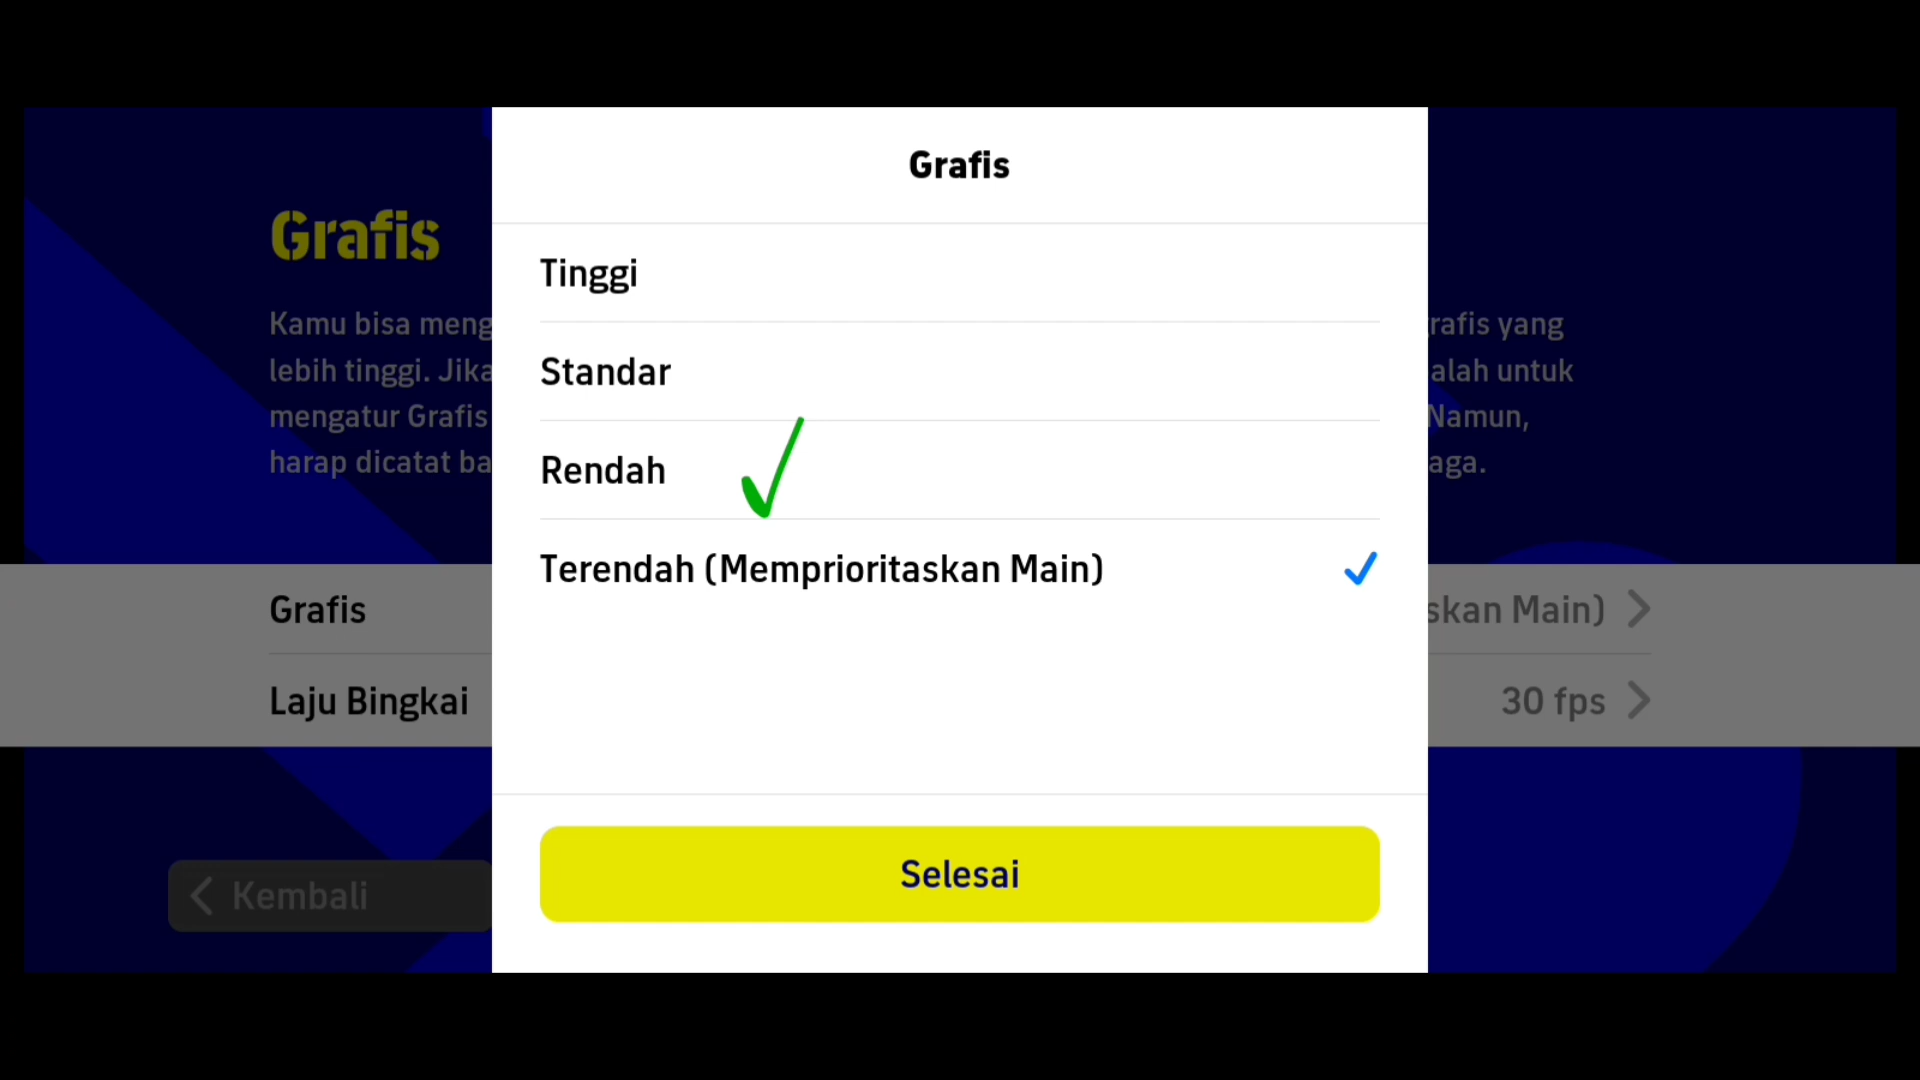 Grafis
Grafis
Kamu bisa meng
rafis yang
lebih tinggi. Jika
alah untuk
mengatur Grafis
Namun,
harap dicatat ba
aga.
Tinggi
Standar
Rendah
Terendah (Memprioritaskan Main)
Grafis
skan Main)
Laju Bingkai
30 fps
Selesai
Kembali